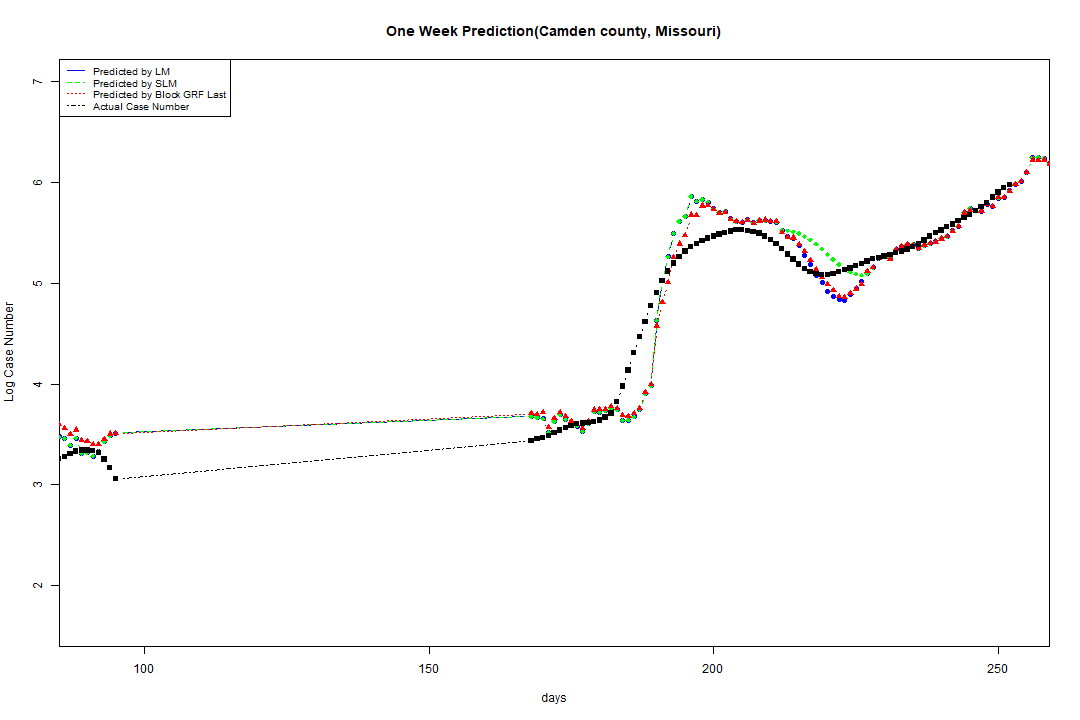 One Week Prediction(Camden county, Missouri)
Predicted by LM
Predicted by SLM
Predicted by Block GRF Last
Actual Case Number
7
6
5
4
3
2
Log Case Number
100 150 200 250
days